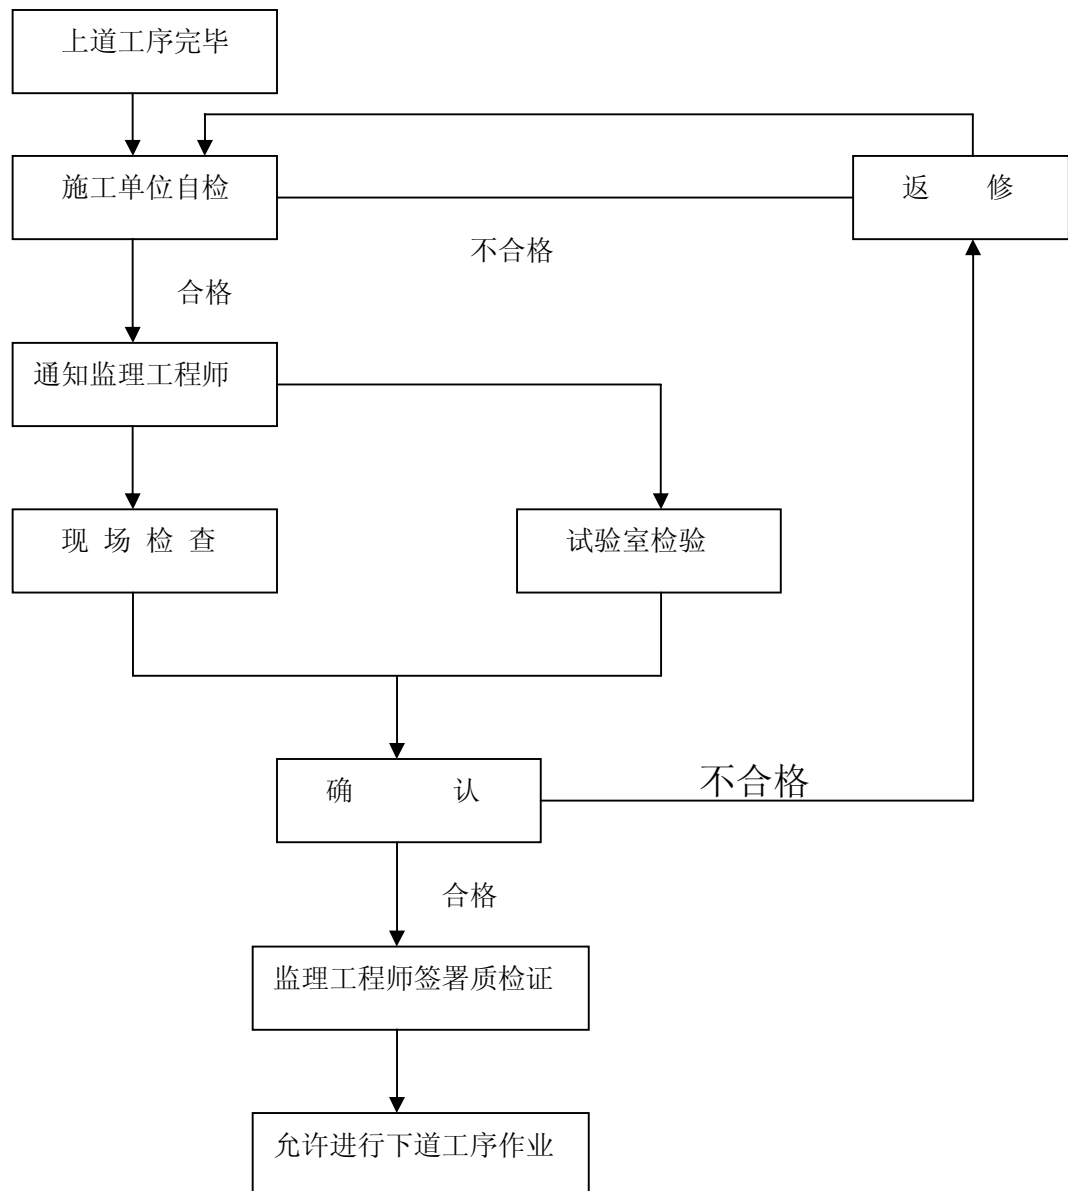 上道工序完毕
施工单位自检
返 修
不合格
合格
通知监理工程师
现 场 检 查
试验室检验
确 认
不合格
合格
监理工程师签署质检证
允许进行下道工序作业